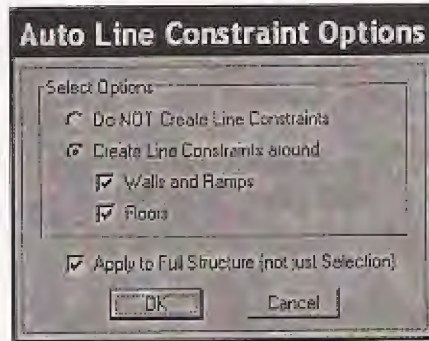 Auto Line Constraint Options
Select Options
Do NOT Create Line Constraints
Create Line Constraints around
Walls and Ramps
Floors
Apply to Full Structure (not just Selection)
OK
Cancel